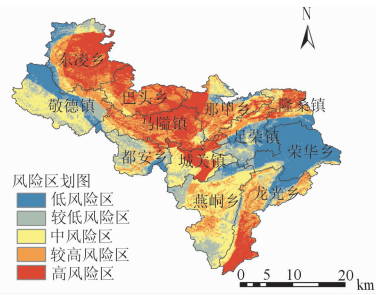 N
东凌乡
巴头乡
那甲乡
隆桑镇
敬德镇
马隘镇
足荣镇
都安乡
城关镇
荣华乡
燕峒乡
龙光乡
风险区划图
低风险区
较低风险区
中风险区
较高风险区
高风险区
0 5 10 20
km